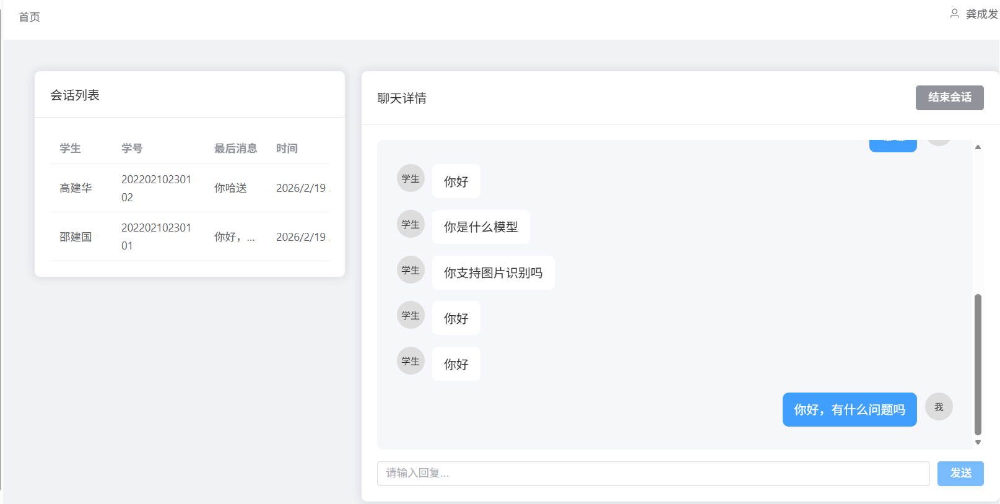 首页
龚成发
会话列表
学生 学号 最后消息 时间
高建华 202202102301 你哈送 2026/2/19
02
邵建国 202202102301 你好，... 2026/2/19
01
聊天详情
结束会话
学生 你好
学生 你是什么模型
学生 你支持图片识别吗
学生 你好
学生 你好
你好，有什么问题吗 我
请输入回复...
发送